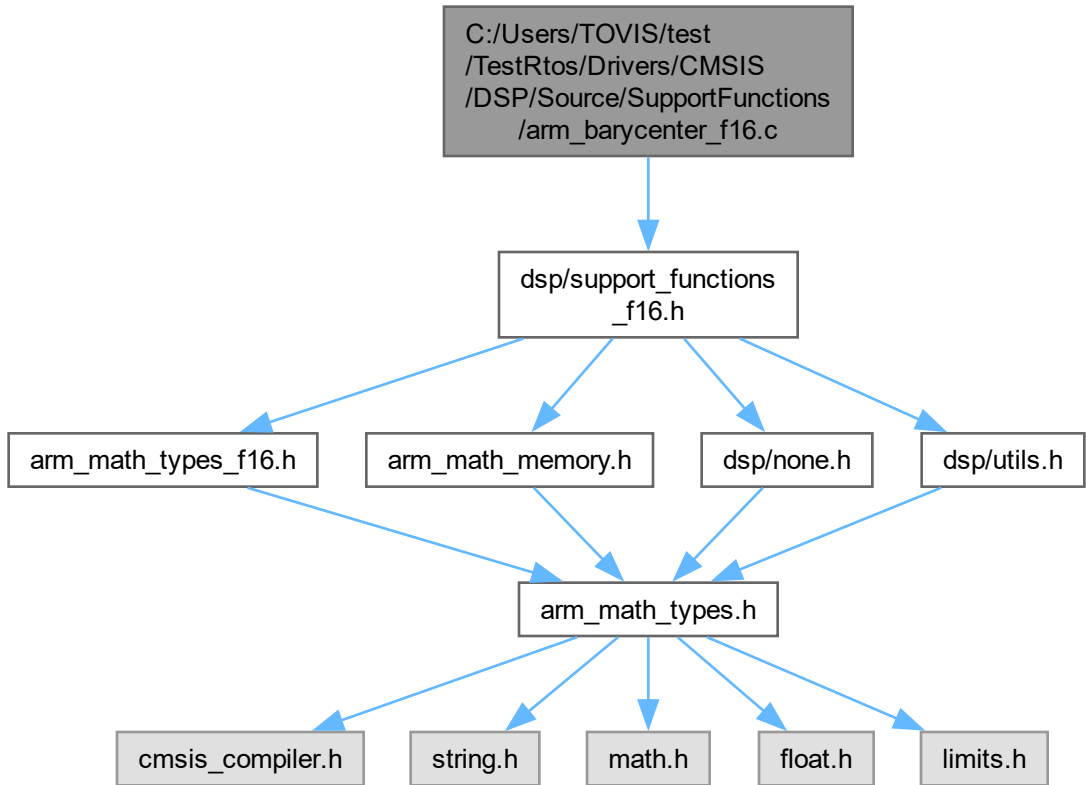 C:/Users/TOVIS/test
/TestRtos/Drivers/CMSIS
/DSP/Source/SupportFunctions
/arm_barycenter_f16.c
dsp/support_functions
_f16.h
arm_math_types_f16.h
arm_math_memory.h
dsp/none.h
dsp/utils.h
arm_math_types.h
cmsis_compiler.h
string.h
math.h
float.h
limits.h